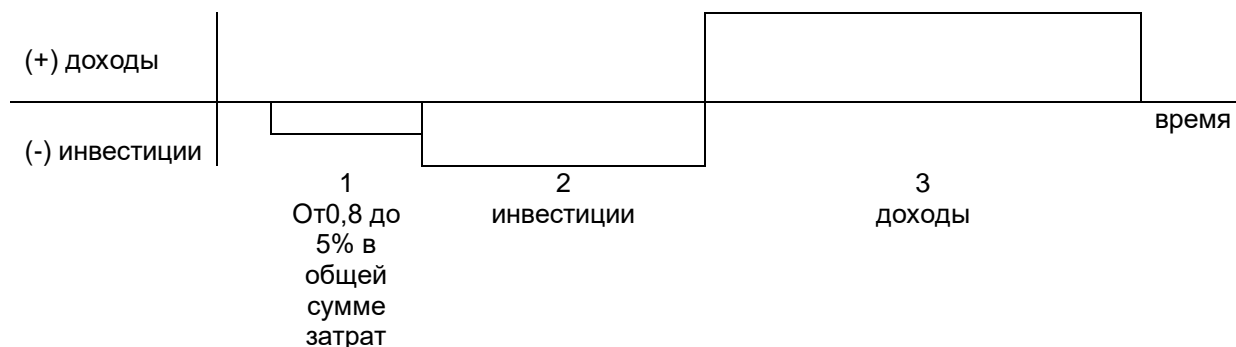 (+) доходы
время
(-) инвестиции
1
От0,8 до
5% в
общей
сумме
затрат
2
инвестиции
3
доходы